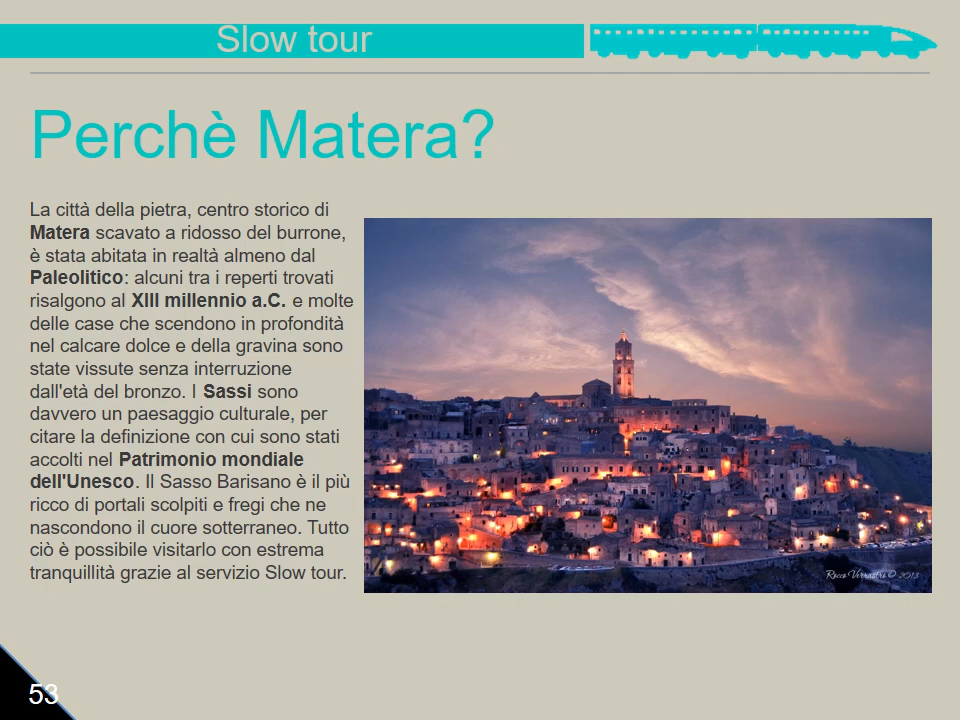 Slow tour
Perchè Matera?
La città della pietra, centro storico di
Matera scavato a ridosso del burrone,
è stata abitata in realtà almeno dal
Paleolitico: alcuni tra i reperti trovati
risalgono al XIII millennio a.C. e molte
delle case che scendono in profondità
nel calcare dolce e della gravina sono
state vissute senza interruzione
dall'età del bronzo. I Sassi sono
davvero un paesaggio culturale, per
citare la definizione con cui sono stati
accolti nel Patrimonio mondiale
dell'Unesco. Il Sasso Barisano è il più
ricco di portali scolpiti e fregi che ne
nascondono il cuore sotterraneo. Tutto
ciò è possibile visitarlo con estrema
tranquillità grazie al servizio Slow tour.
Rocco Verrastro © 2013
53